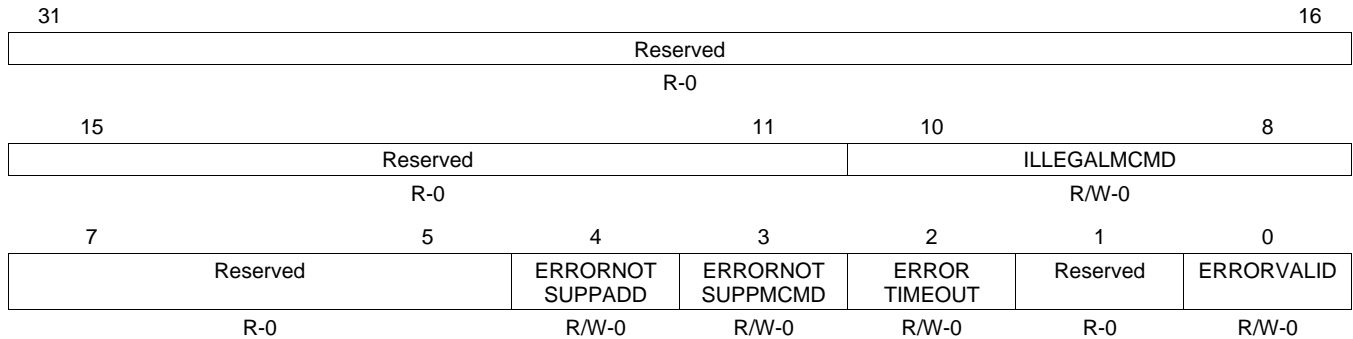 31 16
Reserved
R-0
15 11 10 8
Reserved ILLEGALMCMD
R-0 R/W-0
7 5 4 3 2 1 0
Reserved ERRORNOT SUPPADD ERRORNOT SUPPMCMD ERROR TIMEOUT Reserved ERRORVALID
R-0 R/W-0 R/W-0 R/W-0 R-0 R/W-0